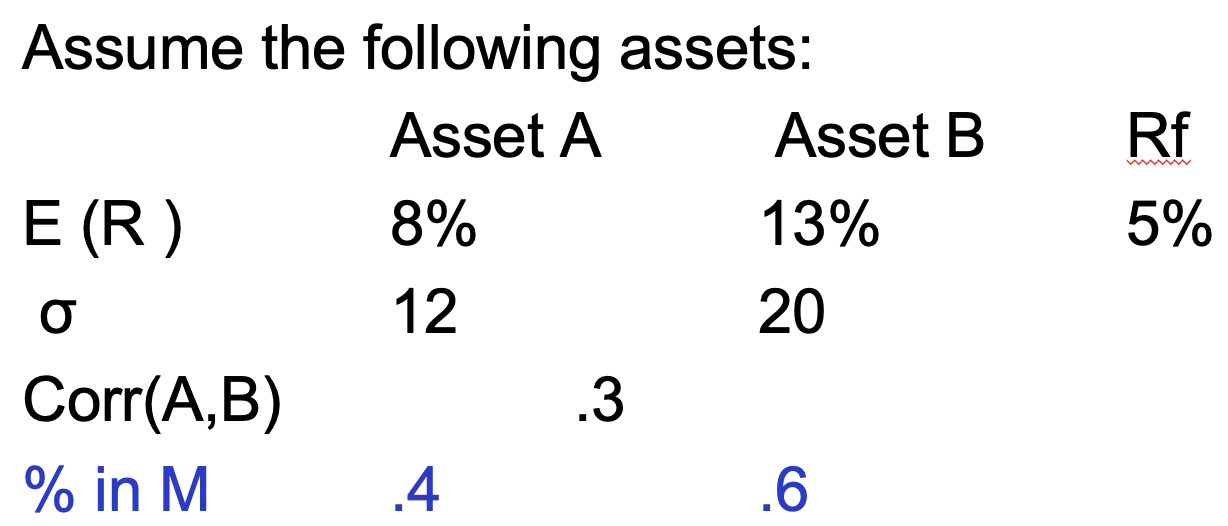 Assume the following assets:
Asset A Asset B Rf
E (R ) 8% 13% 5%
σ 12 20
Corr(A,B) .3
% in M .4 .6